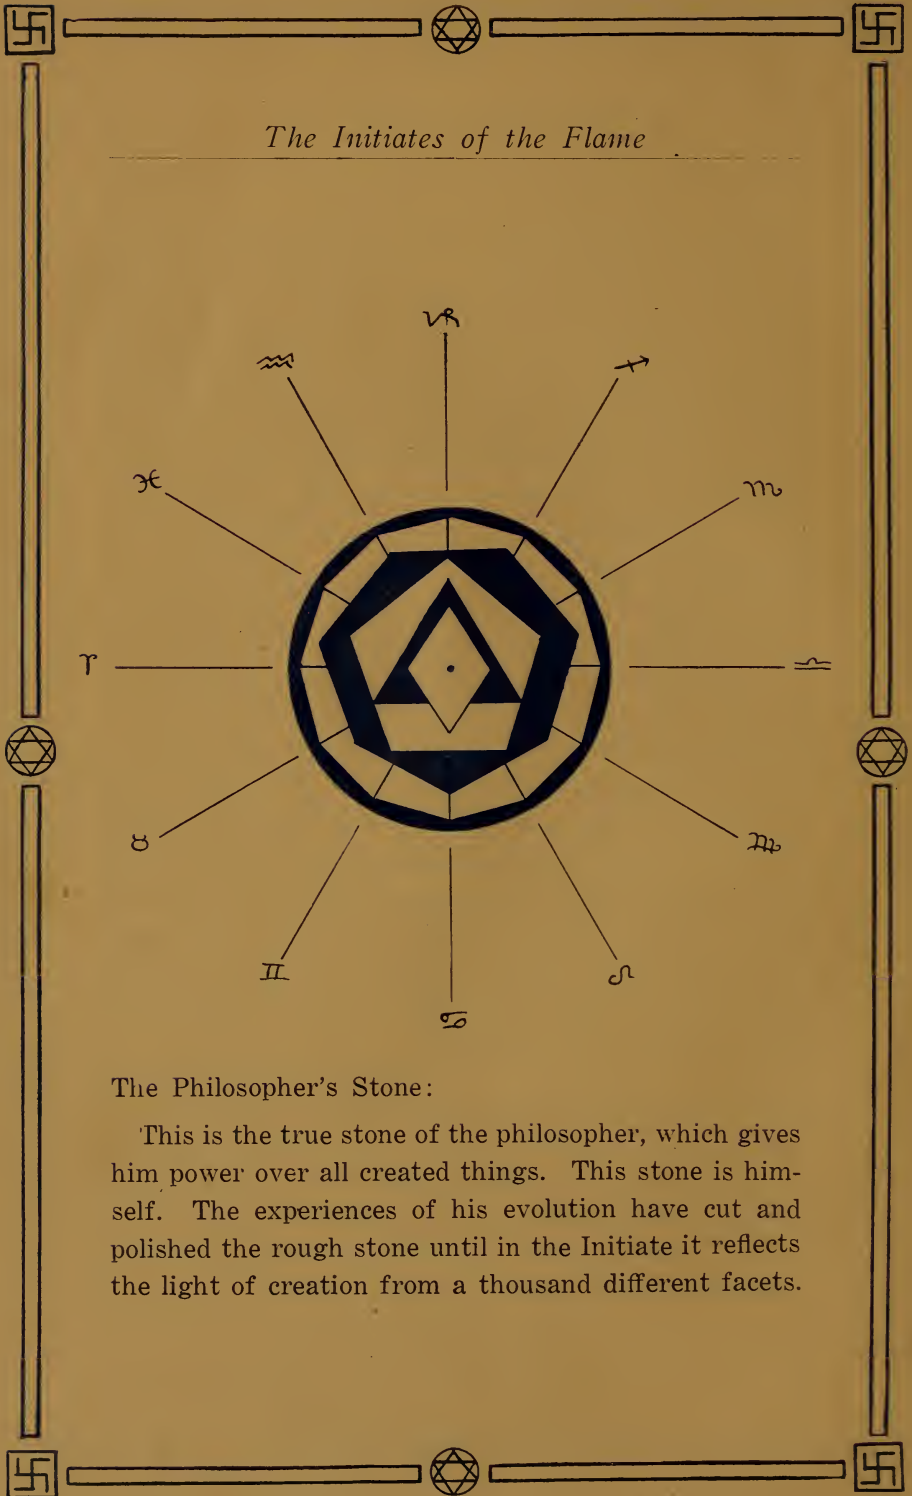 The Initiates of the Flame
♑
♒ ♐
♓ ♏
♈ ♎
♉ ♍
♊ ♌
♋
The Philosopher's Stone:
This is the true stone of the philosopher, which gives
him power over all created things. This stone is him-
self. The experiences of his evolution have cut and
polished the rough stone until in the Initiate it reflects
the light of creation from a thousand different facets.